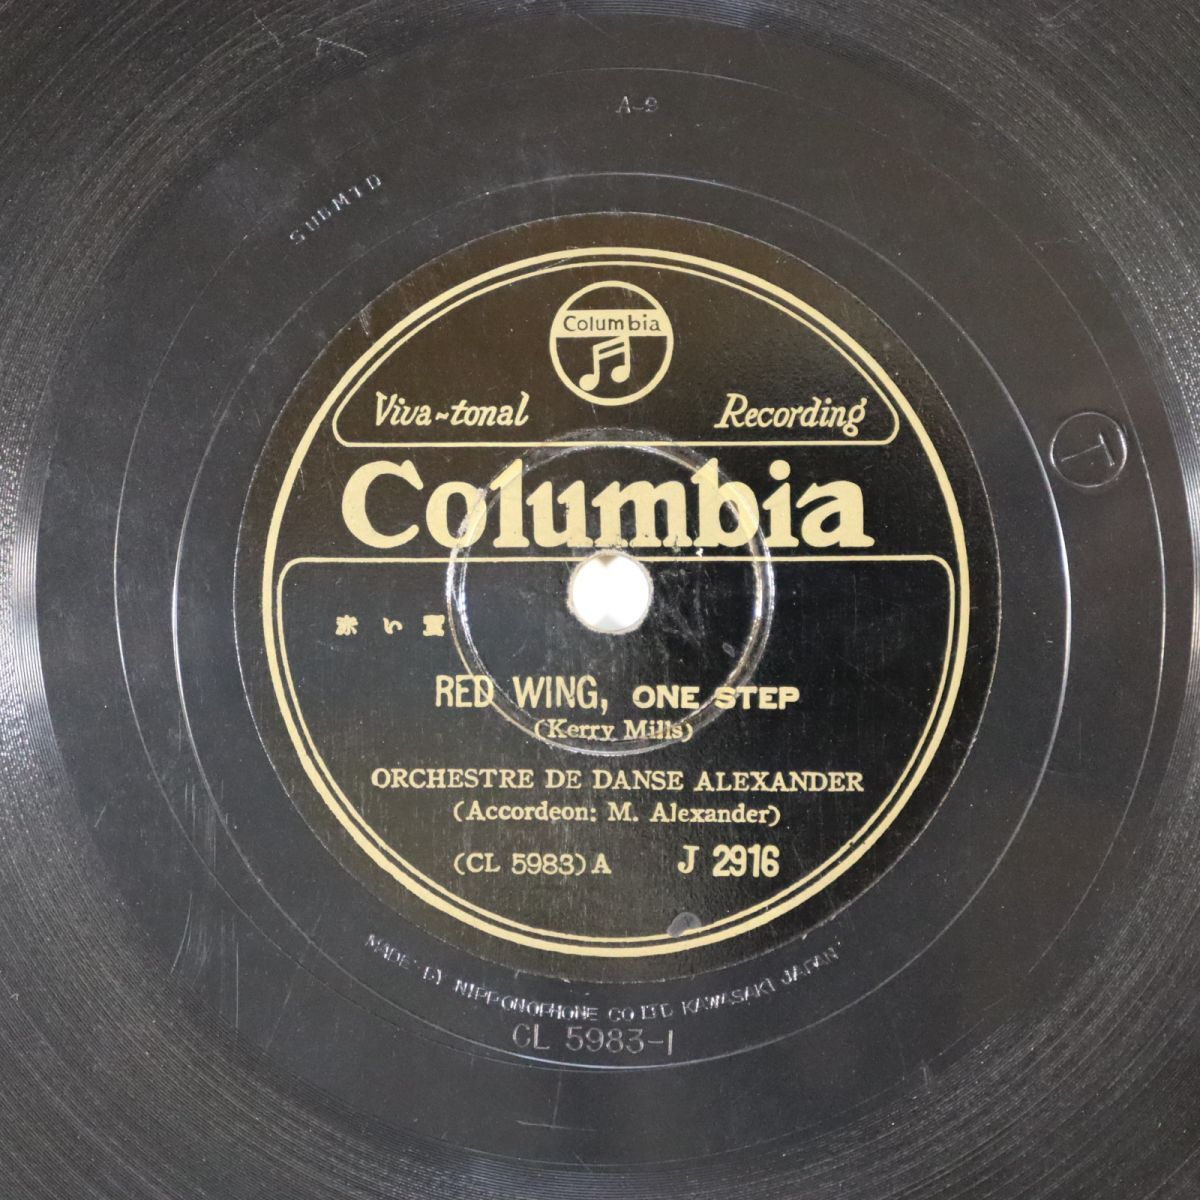 A-9
SUBMTD
Columbia
Viva-tonal Recording
Columbia
T
赤い翼
RED WING, ONE STEP
(Kerry Mills)
ORCHESTRE DE DANSE ALEXANDER
(Accordeon: M. Alexander)
(CL 5983) A J 2916
MADE BY NIPPONOPHONE CO LTD KAWASAKI JAPAN
CL 5983-1